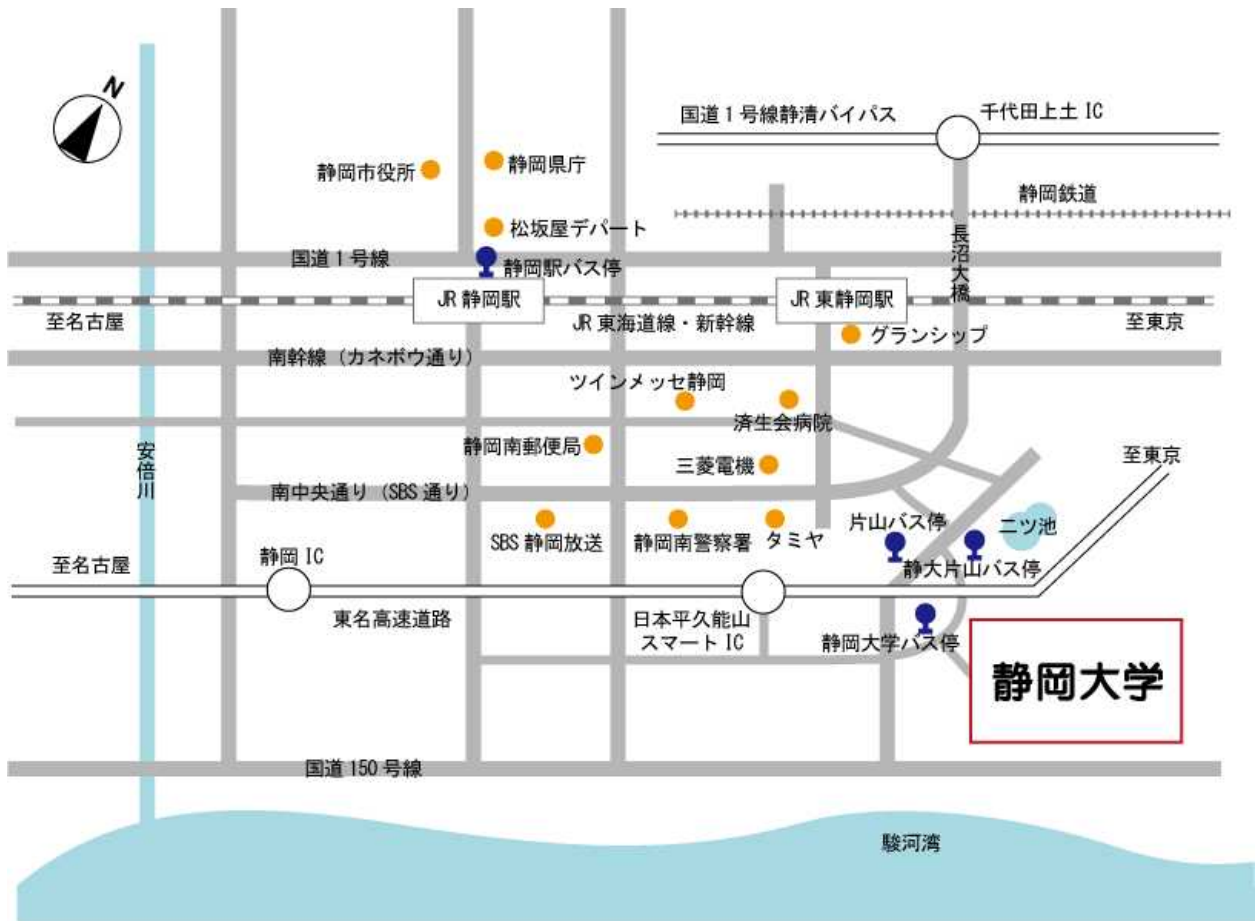 N
国道1号線静清バイパス
千代田上土 IC
静岡市役所
静岡県庁
静岡鉄道
松坂屋デパート
長沼大橋
国道1号線
静岡駅バス停
JR 静岡駅
JR 東静岡駅
至名古屋
JR 東海道線・新幹線
至東京
グランシップ
南幹線（カネボウ通り）
ツインメッセ静岡
済生会病院
静岡南郵便局
安倍川
三菱電機
至東京
南中央通り（SBS 通り）
SBS 静岡放送
静岡南警察署
タミヤ
片山バス停
二ツ池
静大片山バス停
静岡 IC
至名古屋
東名高速道路
日本平久能山
スマート IC
静岡大学バス停
静岡大学
国道 150 号線
駿河湾